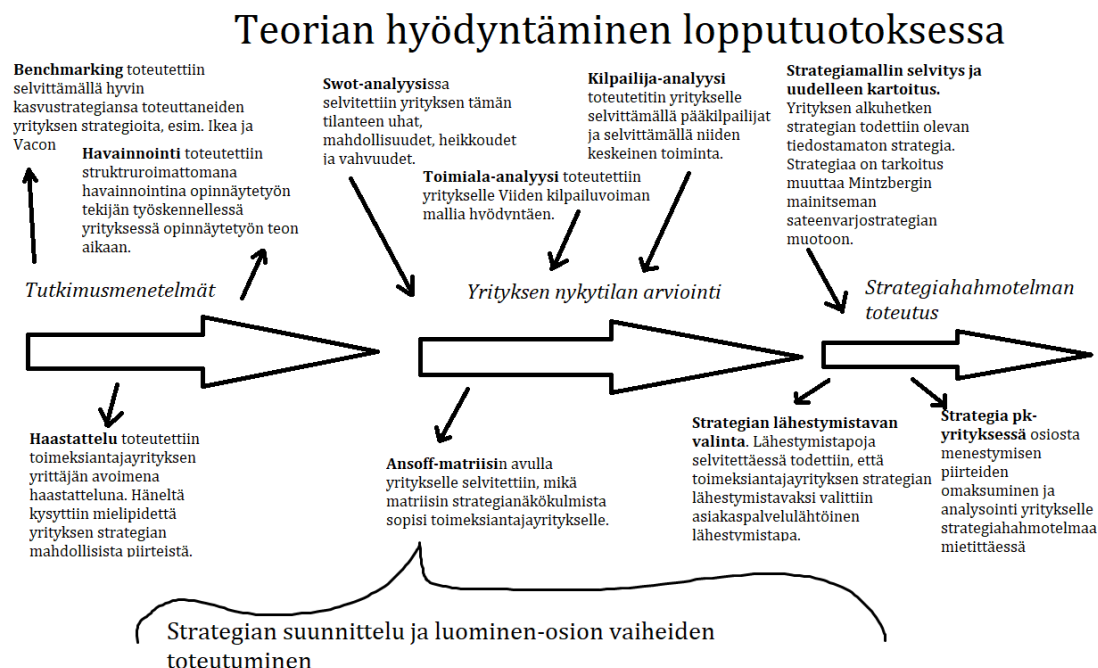 Teorian hyödyntäminen lopputuotoksessa
Benchmarking toteutettiin
selvittämällä hyvin
kasvustrategiansa toteuttaneiden
yrityksen strategioita, esim. Ikea ja
Vacon
Havainnointi toteutettiin
struktruroimattomana
havainnointina opinnäytetyön
tekijän työskennellessä
yrityksessä opinnäytetyön teon
aikaan.
Swot-analyysissa
selvitettiin yrityksen tämän
tilanteen uhat,
mahdollisuudet, heikkoudet
ja vahvuudet.
Toimiala-analyysi toteutettiin
yritykselle Viiden kilpailuvoiman
mallia hyödyntäen.
Kilpailija-analyysi
toteutetitin yritykselle
selvittämällä pääkilpailijat
ja selvittämällä niiden
keskeinen toiminta.
Strategiamallin selvitys ja
uudelleen kartoitus.
Yrityksen alkuhetken
strategian todettiin olevan
tiedostamaton strategia.
Strategiaa on tarkoitus
muuttaa Mintzbergin
mainitseman
sateenvarjostrategian
muotoon.
Tutkimusmenetelmät
Yrityksen nykytilan arviointi
Strategiahahmotelman
toteutus
Haastattelu toteutettiin
toimeksiantajayrityksen
yrittäjän avoimena
haastatteluna. Häneltä
kysyttiin mielipidettä
yrityksen strategian
mahdollisista piirteistä.
Ansoff-matriisin avulla
yritykselle selvitettiin, mikä
matriisin strategianäkökulmista
sopisi toimeksiantajayritykselle.
Strategian lähestymistavan
valinta. Lähestymistapoja
selvitettäessä todettiin, että
toimeksiantajayrityksen strategian
lähestymistavaksi valittiin
asiakaspalvelulähtöinen
lähestymistapa.
Strategia pk-
yrityksessä osiosta
menestymisen
piirteiden
omaksuminen ja
analysointi yritykselle
strategiahahmotelmaa
mietittäessä
Strategian suunnittelu ja luominen-osion vaiheiden
toteutuminen